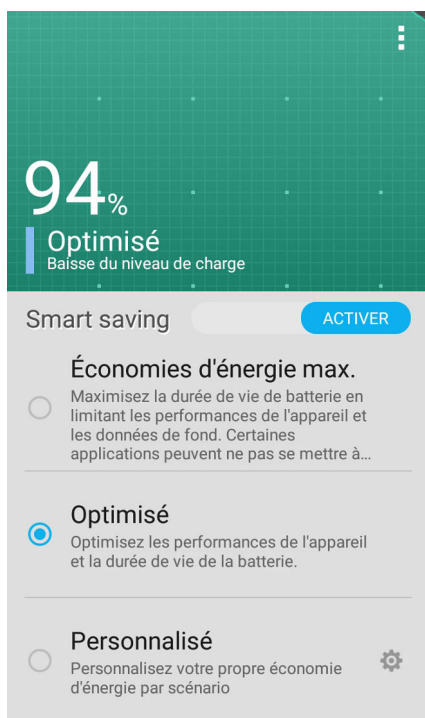 94%
Optimisé
Baisse du niveau de charge
Smart saving
ACTIVER
Économies d'énergie max.
Maximisez la durée de vie de batterie en
limitant les performances de l'appareil et
les données de fond. Certaines
applications peuvent ne pas se mettre à...
Optimisé
Optimisez les performances de l'appareil
et la durée de vie de la batterie.
Personnalisé
Personnalisez votre propre économie
d'énergie par scénario